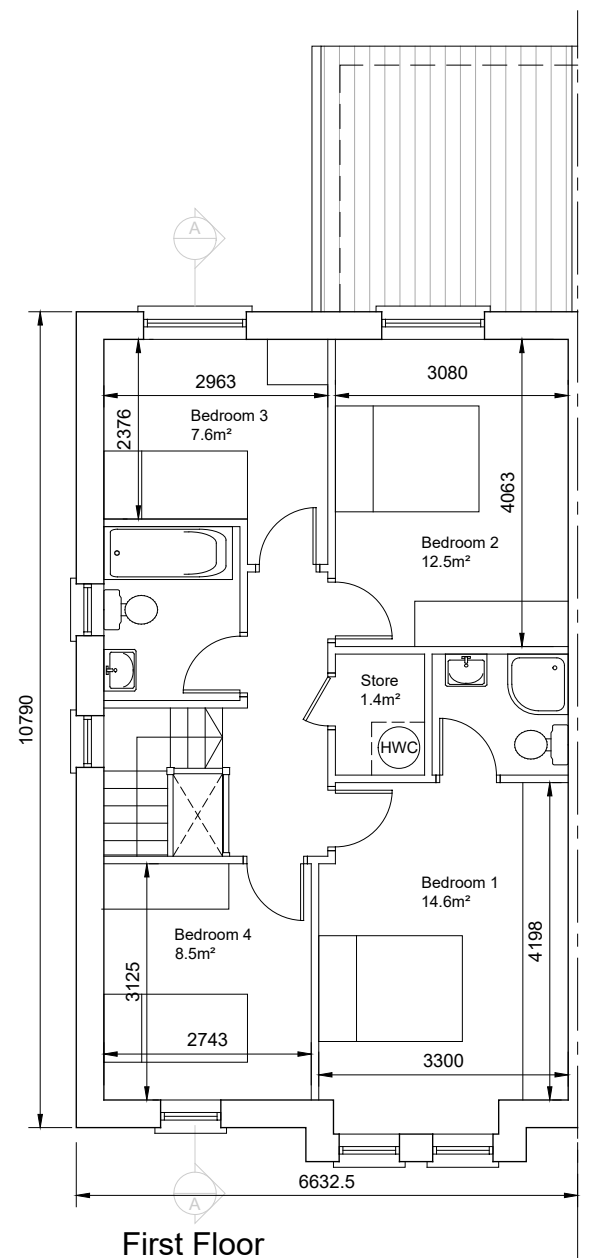 A
2963
3080
2376
Bedroom 3
7.6m²
4063
Bedroom 2
12.5m²
Store
1.4m²
10790
HWC
Bedroom 1
14.6m²
4198
Bedroom 4
8.5m²
3125
2743
3300
6632.5
A
First Floor